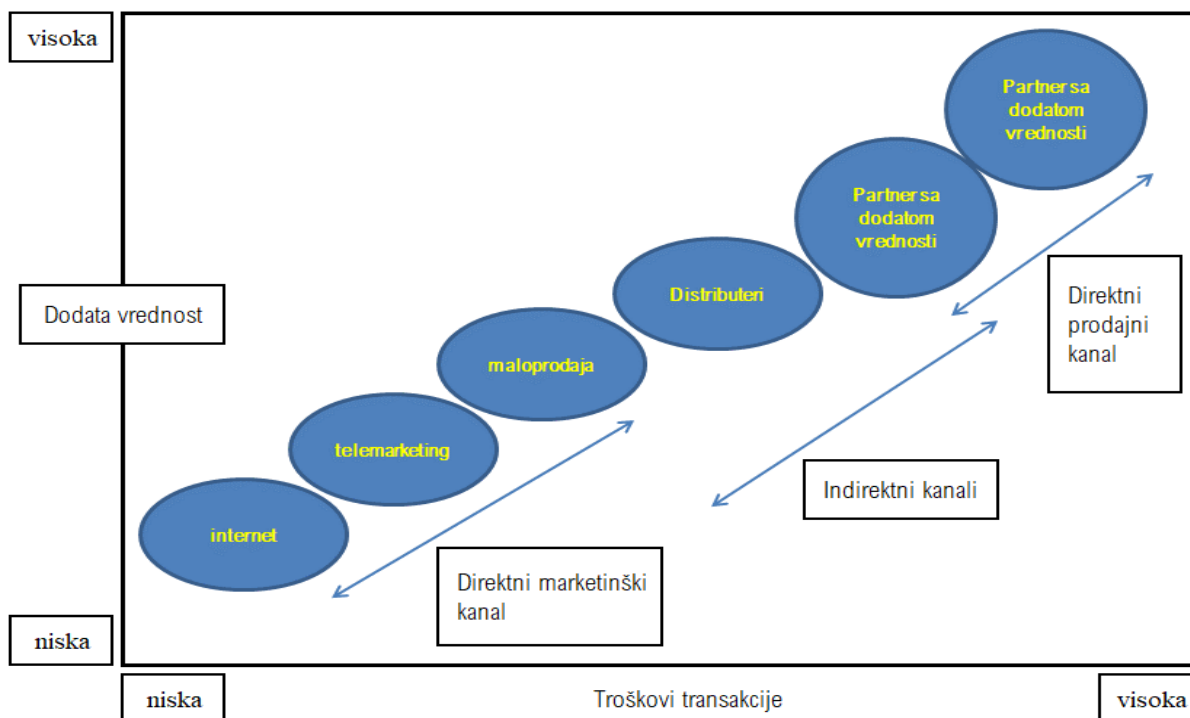 visoka
Partner sa
dodatom
vrednosti
Partner sa
dodatom
vrednosti
Distributeri
Direktni
prodajni
kanal
Dodata vrednost
maloprodaja
telemarketing
Indirektni kanali
internet
Direktni marketinški
kanal
niska
niska
Troškovi transakcije
visoka